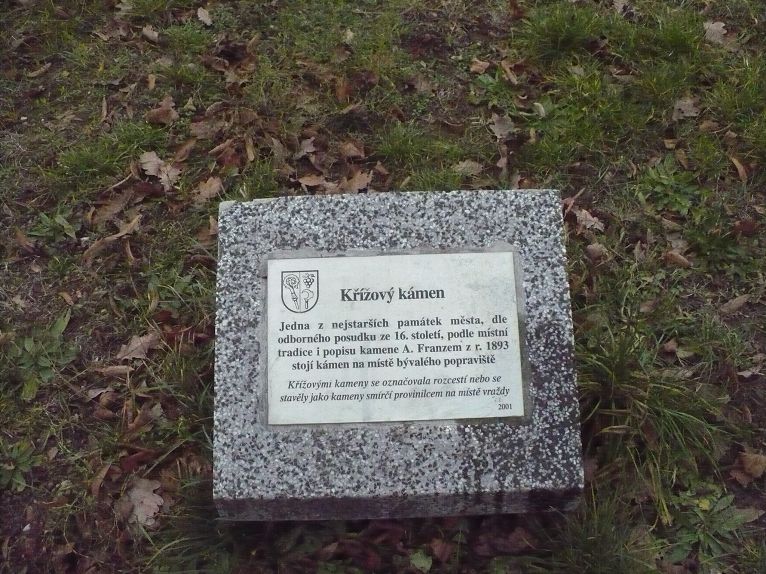 Křížový kámen
Jedna z nejstarších památek města, dle
odborného posudku ze 16. století, podle místní
tradice i popisu kamene A. Franzem z r. 1893
stojí kámen na místě bývalého popraviště
Křížovými kameny se označovala rozcestí nebo se
stavěly jako kameny smírčí provinilcem na místě vraždy
2001